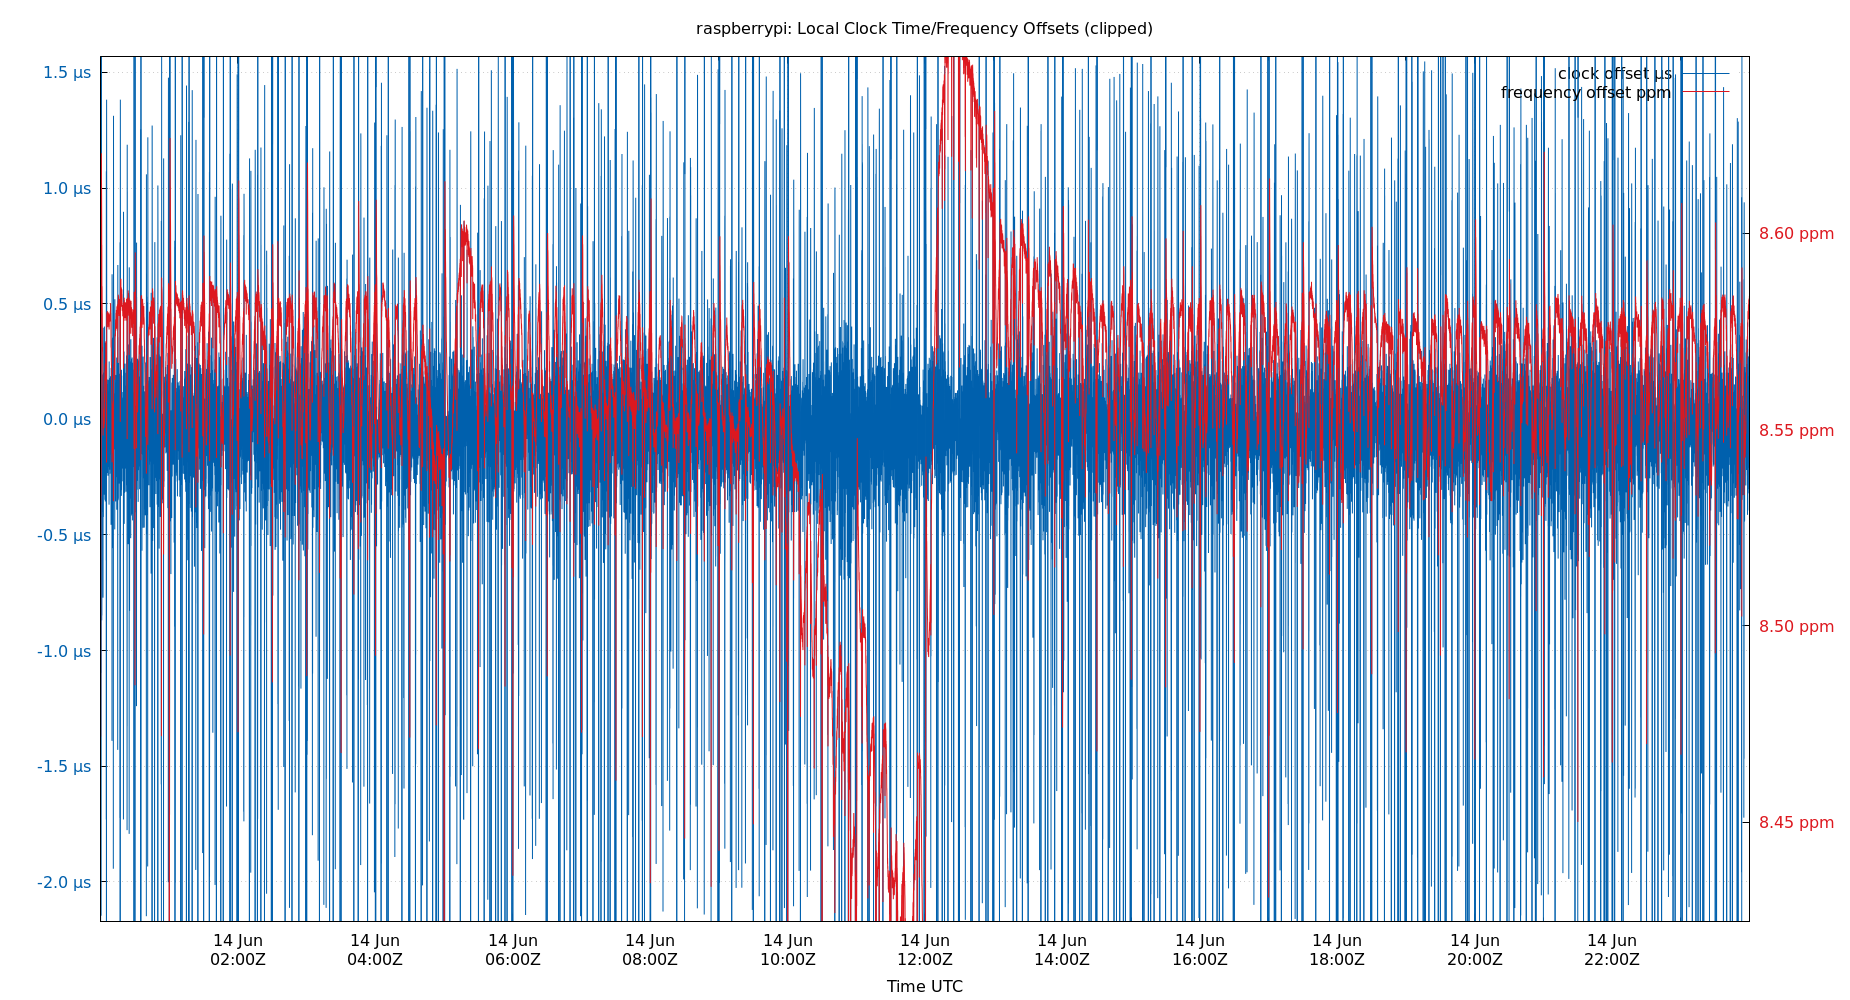 raspberrypi: Local Clock Time/Frequency Offsets (clipped)
clock offset µs
frequency offset ppm
1.5 µs
1.0 µs
0.5 µs
0.0 µs
-0.5 µs
-1.0 µs
-1.5 µs
-2.0 µs
8.60 ppm
8.55 ppm
8.50 ppm
8.45 ppm
14 Jun 02:00Z
14 Jun 04:00Z
14 Jun 06:00Z
14 Jun 08:00Z
14 Jun 10:00Z
14 Jun 12:00Z
14 Jun 14:00Z
14 Jun 16:00Z
14 Jun 18:00Z
14 Jun 20:00Z
14 Jun 22:00Z
Time UTC